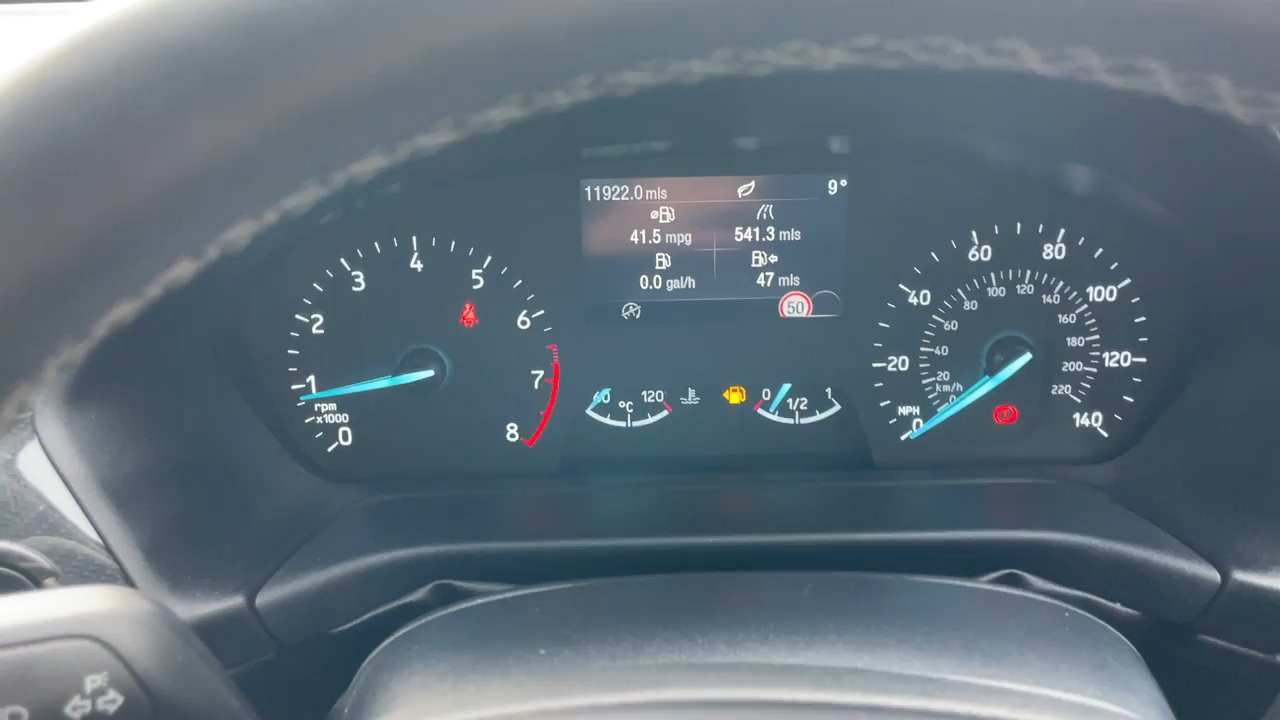 11922.0 mls 9°
41.5 mpg 541.3 mls
0.0 gal/h 47 mls
50
0 1 2 3 4 5 6 7 8
rpm
x1000
60 °C 120
0 1/2 1
0 20 40 60 80 100 120 140
MPH
km/h
0 20 40 60 80 100 120 140 160 180 200 220
P